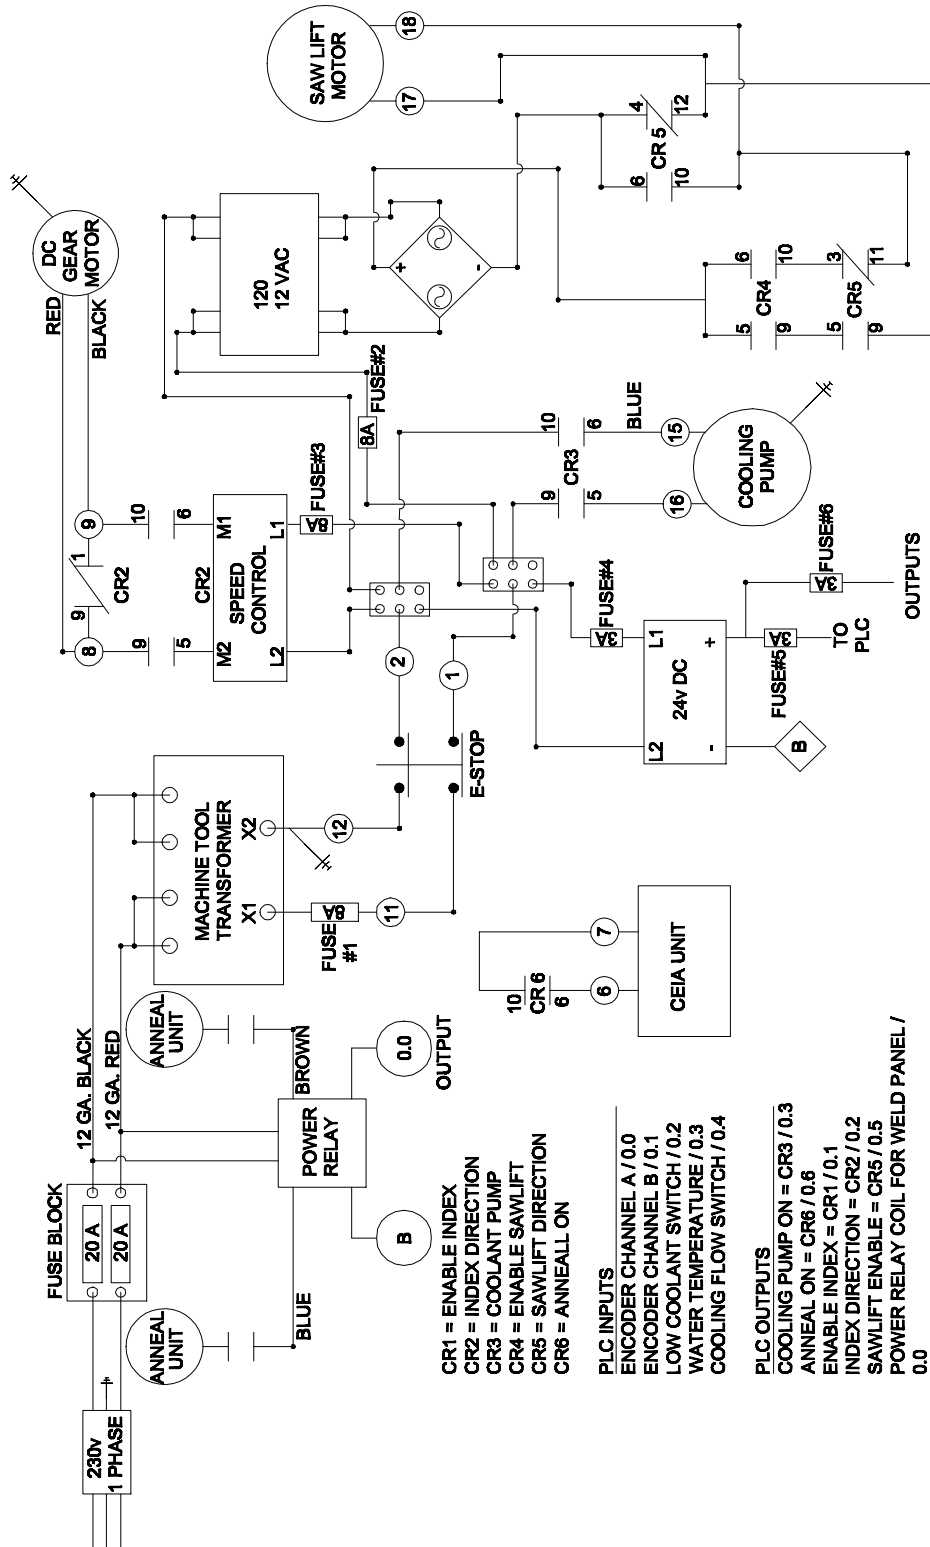 230v
1 PHASE
FUSE BLOCK
20 A
20 A
12 GA. BLACK
12 GA. RED
ANNEAL
UNIT
ANNEAL
UNIT
BLUE
BROWN
POWER
RELAY
B
0.0
OUTPUT
MACHINE TOOL
TRANSFORMER
X1
X2
8A
FUSE
#1
11
12
E-STOP
1
2
RED
BLACK
DC
GEAR
MOTOR
8
9
9
1
CR2
9
5
10
6
CR2
M2
M1
SPEED
CONTROL
L2
L1
8A
FUSE#3
8A
FUSE#2
120
12 VAC
+
-
SAW LIFT
MOTOR
17
18
4
12
CR 5
6
10
6
10
3
11
CR4
CR5
5
9
5
9
10
6
CR3
9
5
BLUE
15
16
COOLING
PUMP
3A
FUSE#4
L2
L1
24v DC
-
+
B
3A
FUSE#5
TO
PLC
3A
FUSE#6
OUTPUTS
10
CR 6
6
6
7
CEIA UNIT
CR1 = ENABLE INDEX
CR2 = INDEX DIRECTION
CR3 = COOLANT PUMP
CR4 = ENABLE SAWLIFT
CR5 = SAWLIFT DIRECTION
CR6 = ANNEALL ON
PLC INPUTS
ENCODER CHANNEL A / 0.0
ENCODER CHANNEL B / 0.1
LOW COOLANT SWITCH / 0.2
WATER TEMPERATURE / 0.3
COOLING FLOW SWITCH / 0.4
PLC OUTPUTS
COOLING PUMP ON = CR3 / 0.3
ANNEAL ON = CR6 / 0.6
ENABLE INDEX = CR1 / 0.1
INDEX DIRECTION = CR2 / 0.2
SAWLIFT ENABLE = CR5 / 0.5
POWER RELAY COIL FOR WELD PANEL /
0.0